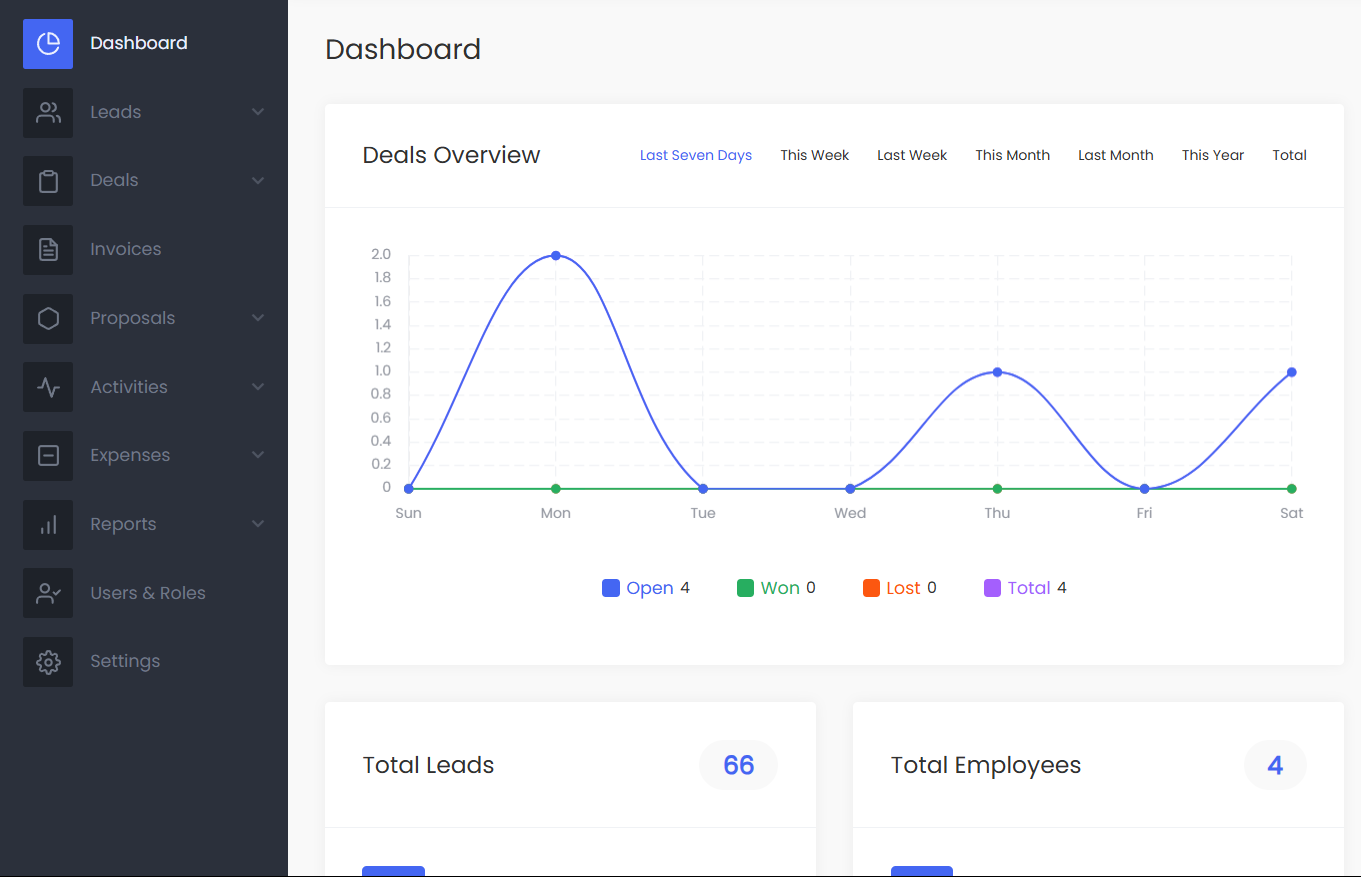 Dashboard
Leads
Deals
Invoices
Proposals
Activities
Expenses
Reports
Users & Roles
Settings
Dashboard
Deals Overview
Last Seven Days This Week Last Week This Month Last Month This Year Total
2.0
1.8
1.6
1.4
1.2
1.0
0.8
0.6
0.4
0.2
0
Sun Mon Tue Wed Thu Fri Sat
Open 4 Won 0 Lost 0 Total 4
Total Leads 66
Total Employees 4